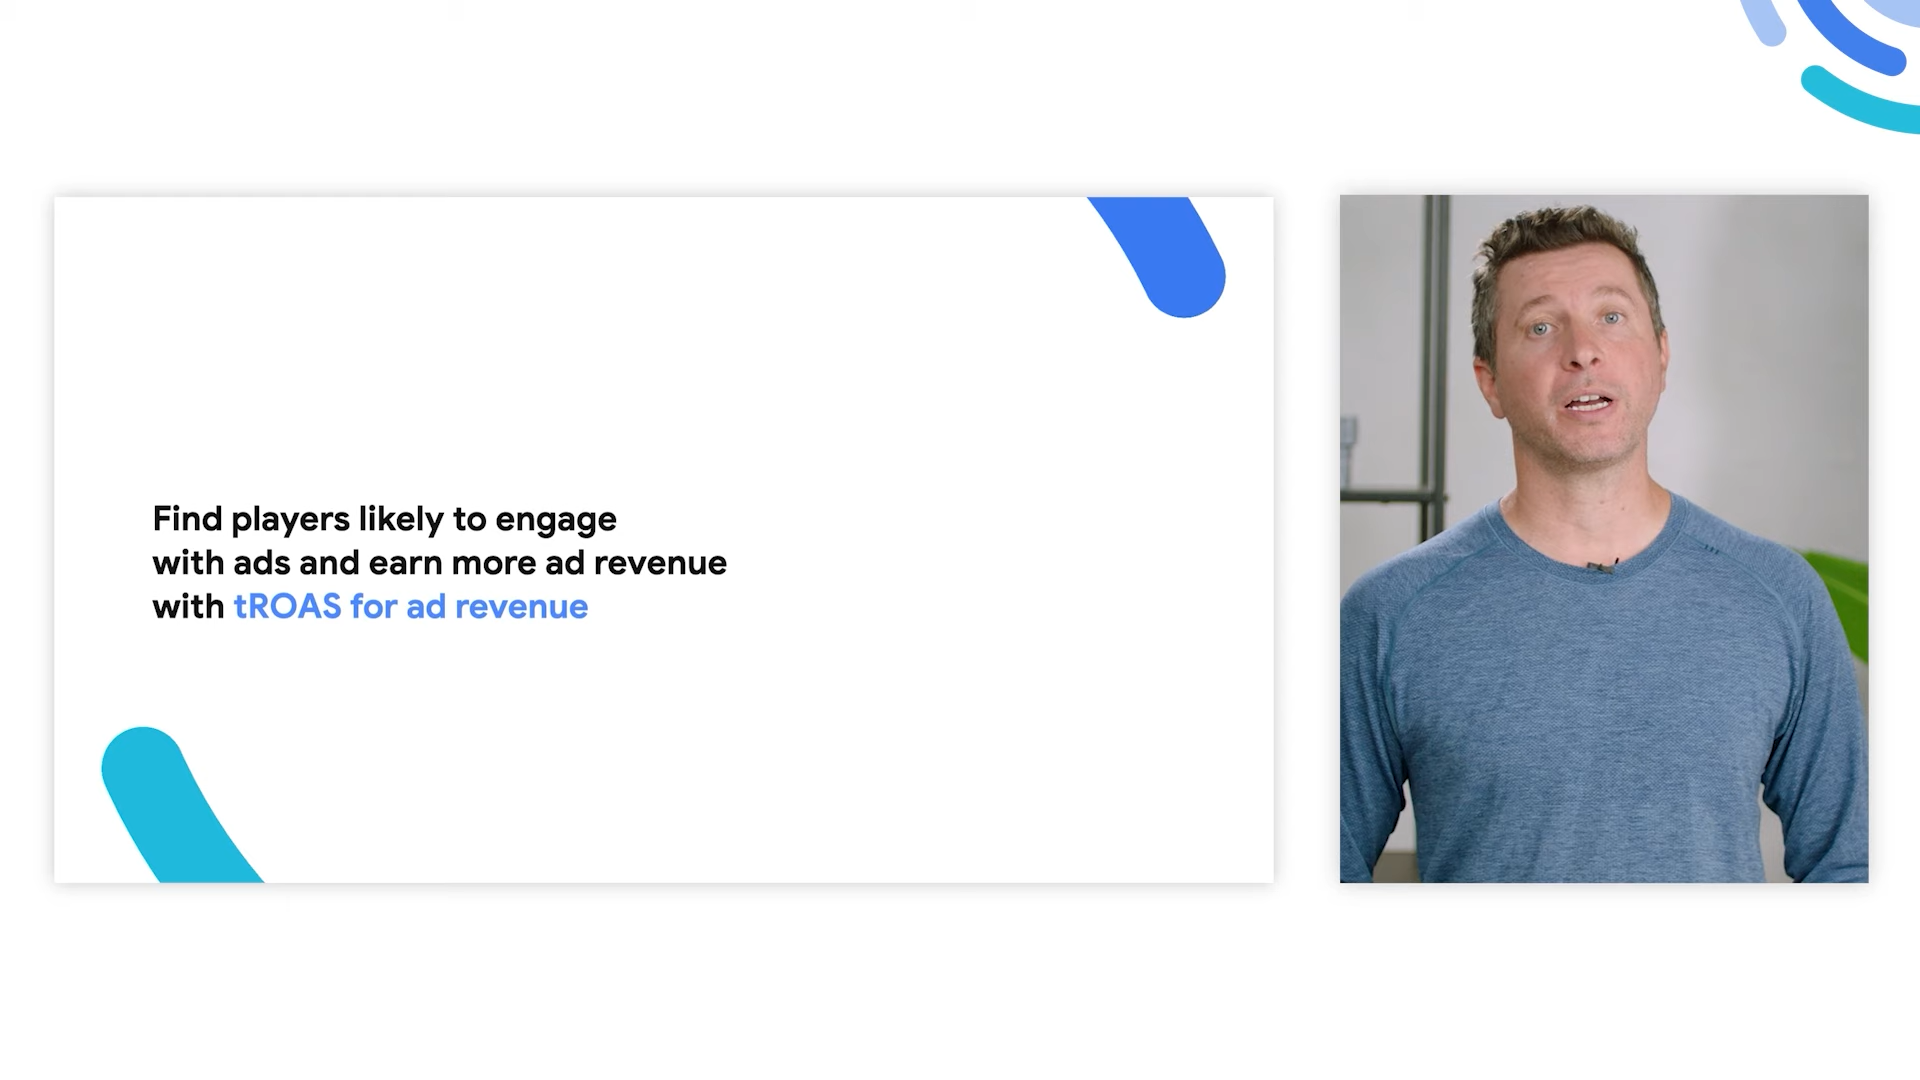 Find players likely to engage
with ads and earn more ad revenue
with tROAS for ad revenue